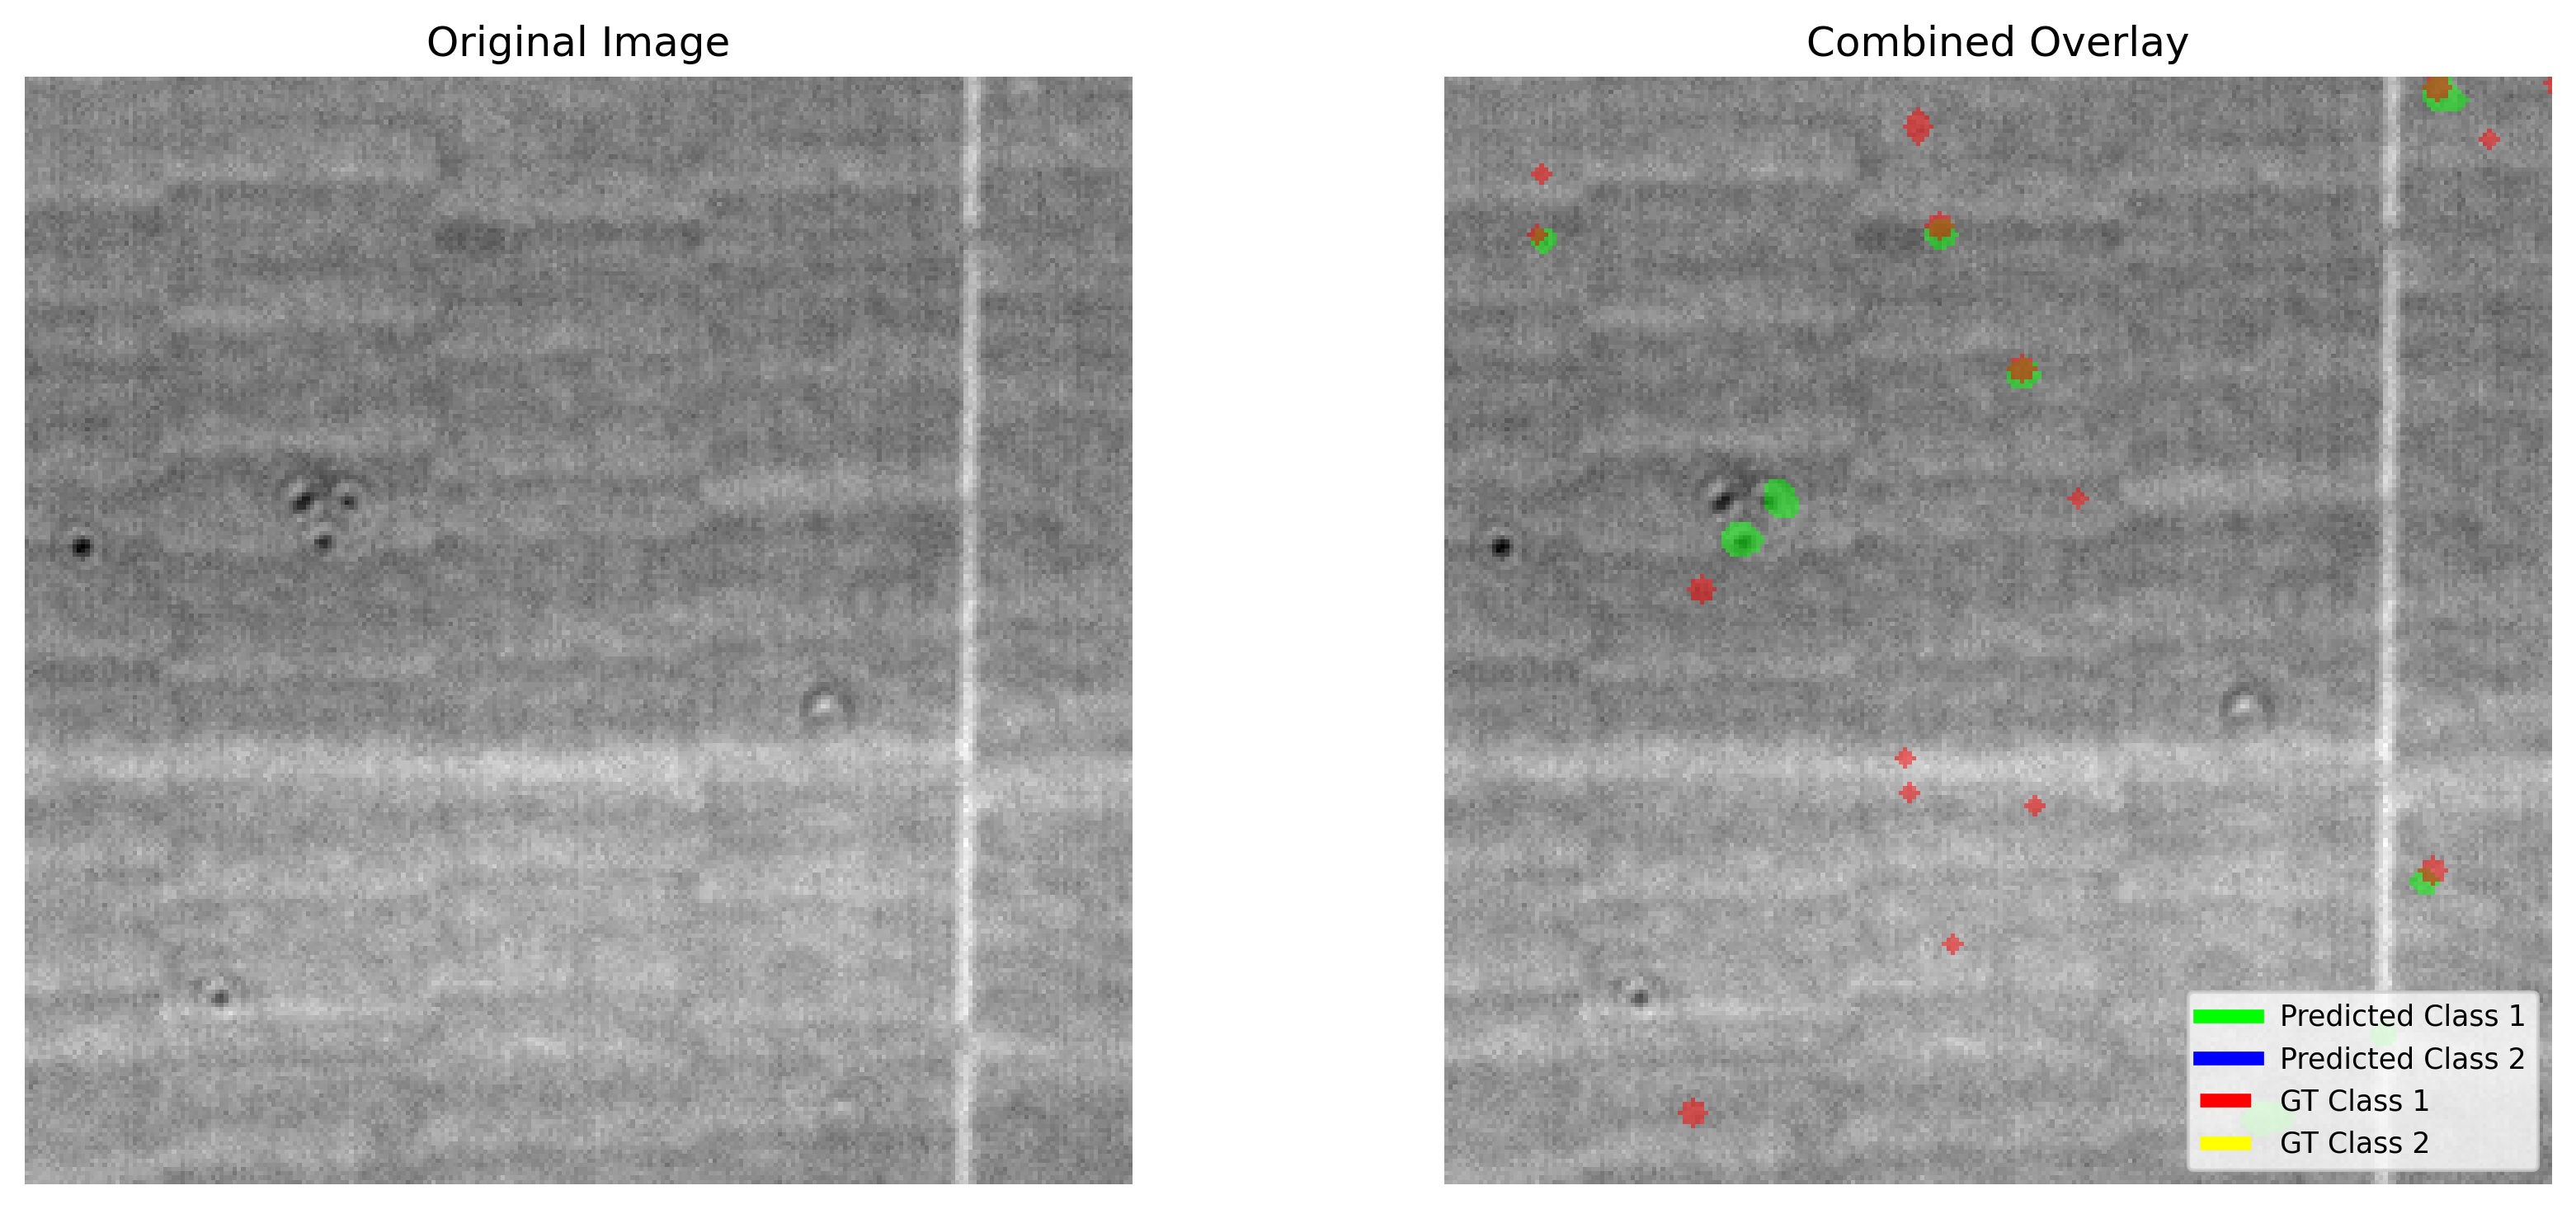 Original Image
Combined Overlay
Predicted Class 1
Predicted Class 2
GT Class 1
GT Class 2